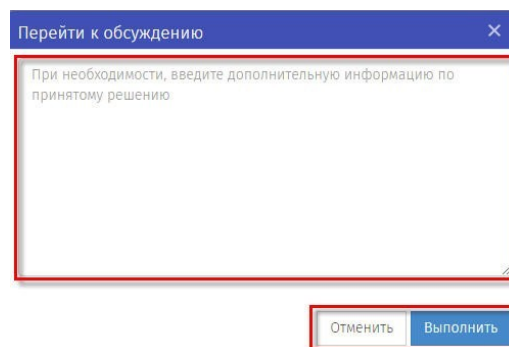 Перейти к обсуждению
При необходимости, введите дополнительную информацию по
принятому решению
Отменить Выполнить